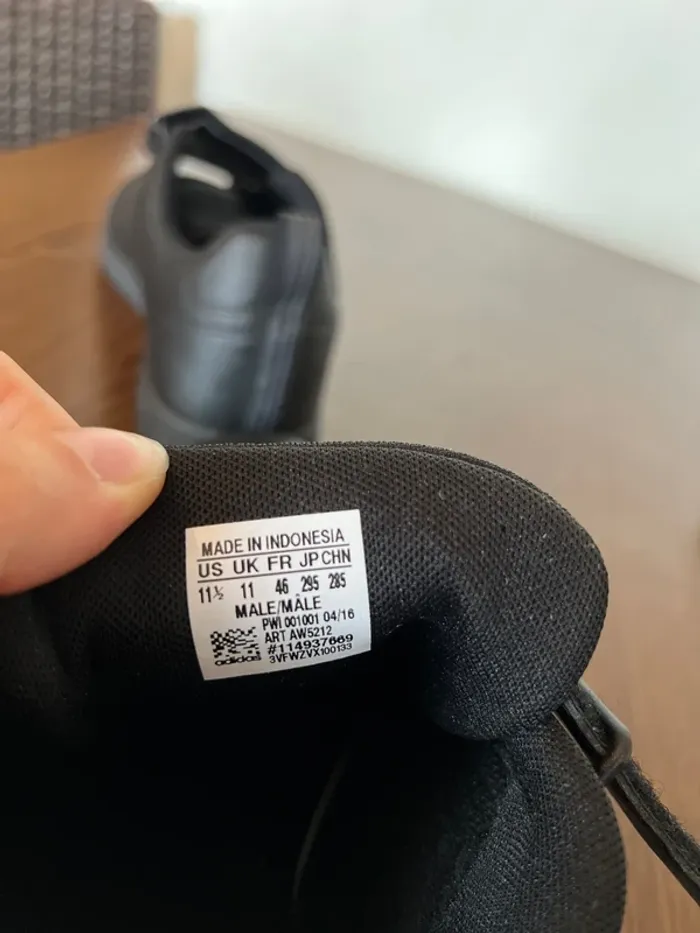 MADE IN INDONESIA
US UK FR JP CHN
11½ 11 46 295 285
MALE/MÂLE
PWI 001001 04/16
ART AW5212
#114937669
3VFWZVX100133
adidas